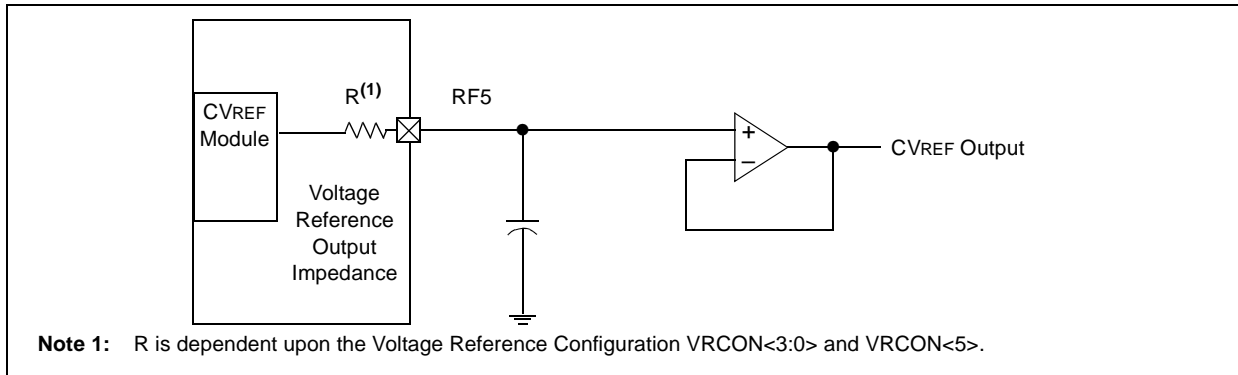 CVREF
Module
R(1)
RF5
Voltage
Reference
Output
Impedance
+
–
CVREF Output
Note 1: R is dependent upon the Voltage Reference Configuration VRCON<3:0> and VRCON<5>.